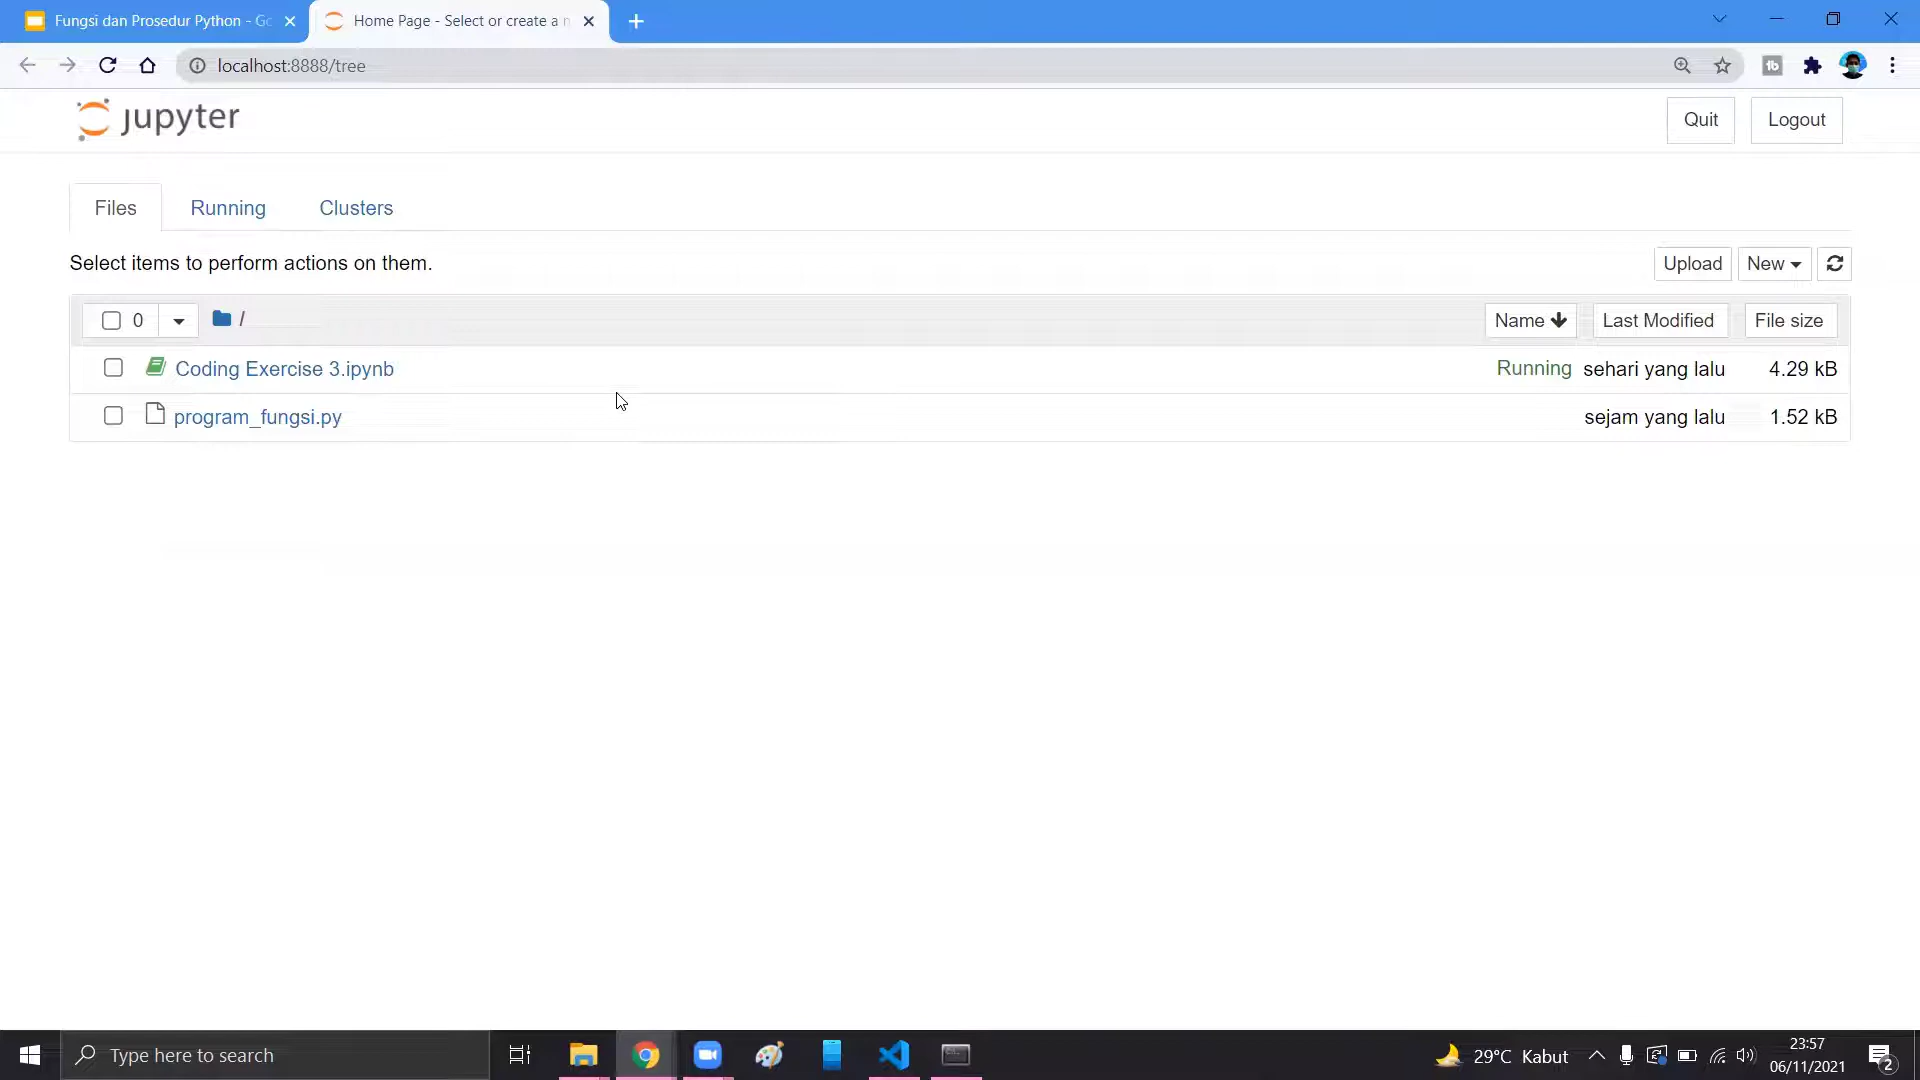 Fungsi dan Prosedur Python - Go
Home Page - Select or create a n
localhost:8888/tree
jupyter
Quit
Logout
Files
Running
Clusters
Select items to perform actions on them.
Upload
New
0
/
Name
Last Modified
File size
Coding Exercise 3.ipynb
Running
sehari yang lalu
4.29 kB
program_fungsi.py
sejam yang lalu
1.52 kB
Type here to search
29°C Kabut
23:57
06/11/2021
2